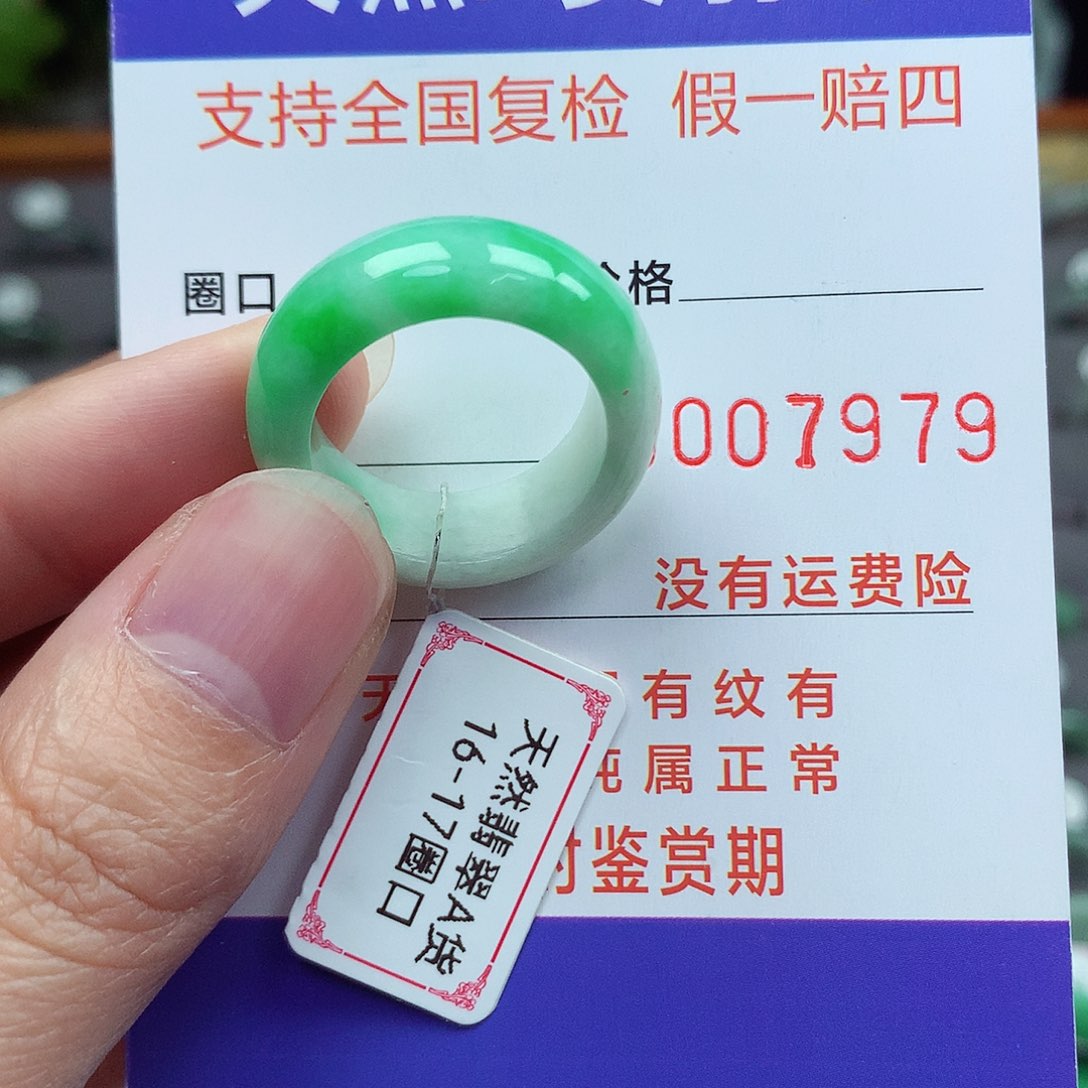 支持全国复检 假一赔四
圈口 格
007979
没有运费险
有纹有
纯属正常
鉴赏期
天然翡翠A货
16-17圈口